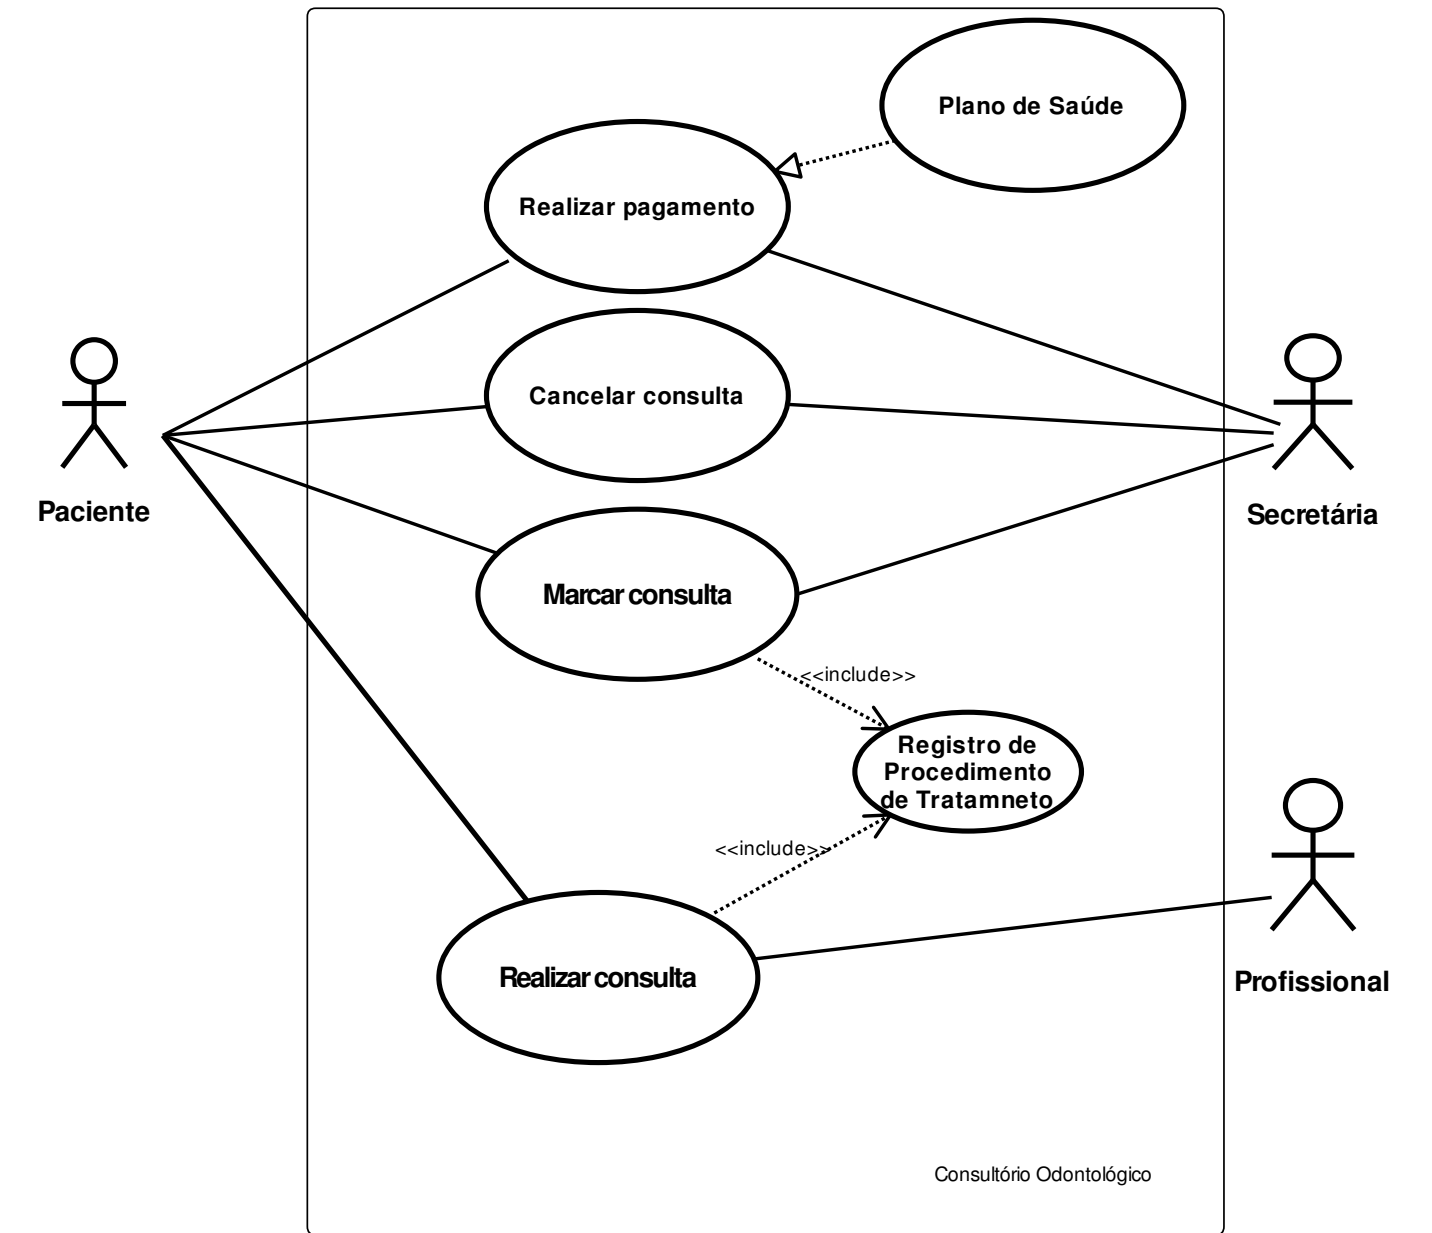 Plano de Saúde
Realizar pagamento
Cancelar consulta
Paciente
Secretária
Marcar consulta
<<include>>
Registro de
Procedimento
de Tratamneto
<<include>>
Realizar consulta
Profissional
Consultório Odontológico